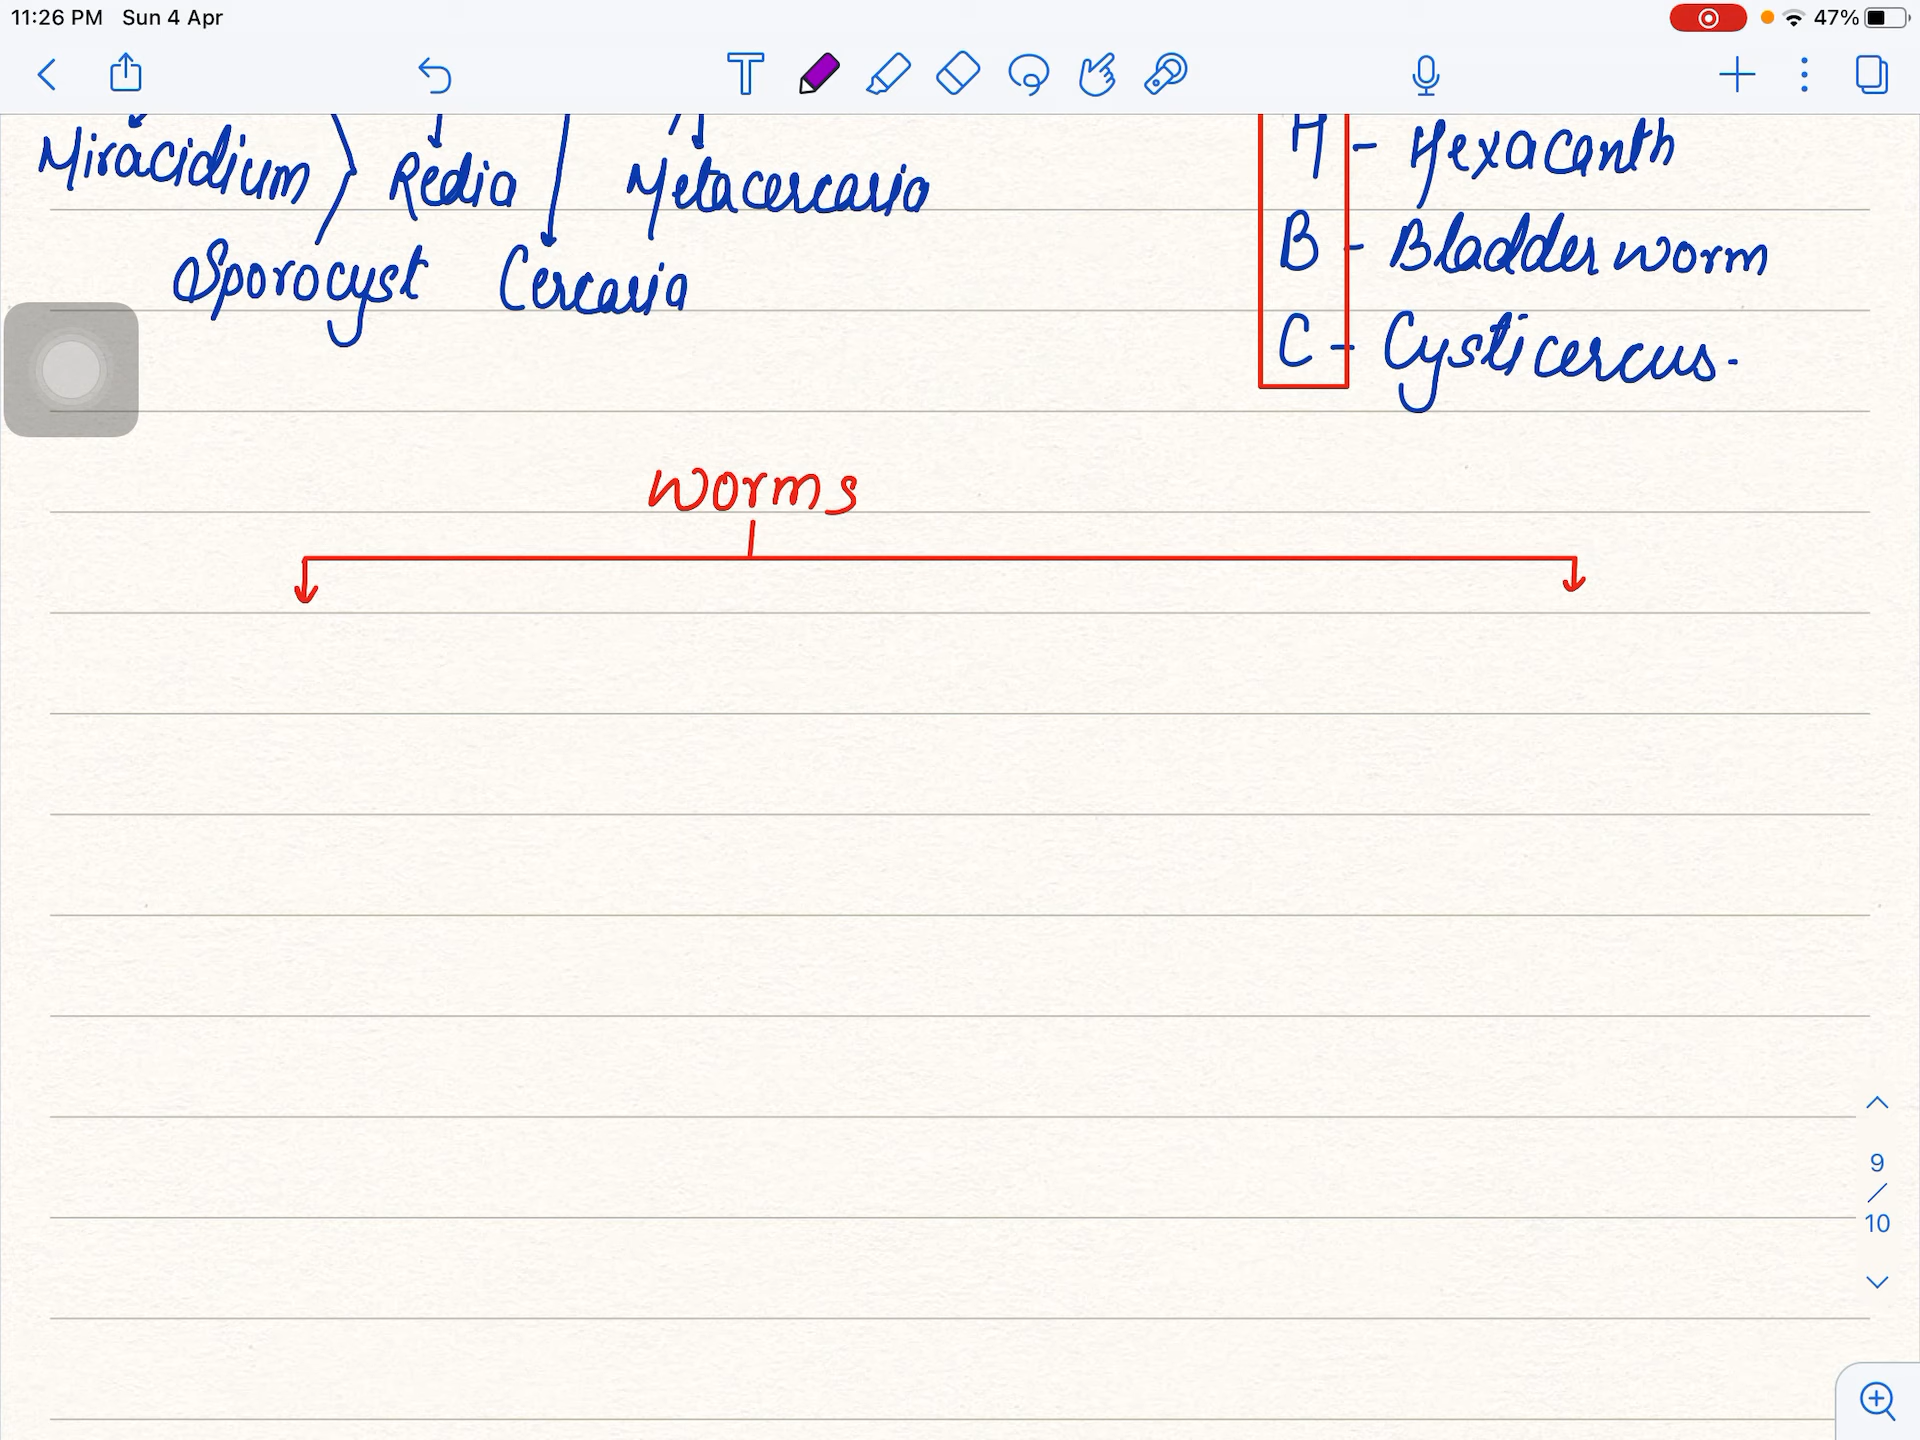 11:26 PM Sun 4 Apr
47%
T
Miracidium Redia Metacercaria
Sporocyst Cercaria
H - Hexacanth
B - Bladder worm
C - Cysticercus.
worms
9
/
10